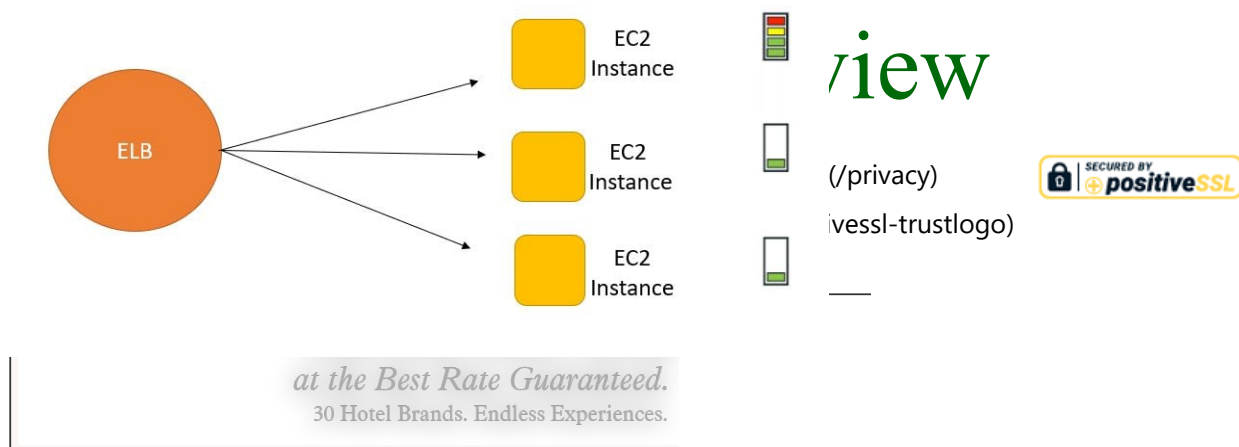 EC2
Instance
ELB
EC2
Instance
EC2
Instance
view
(/privacy)
ivessl-trustlogo)
SECURED BY
positiveSSL
at the Best Rate Guaranteed.
30 Hotel Brands. Endless Experiences.